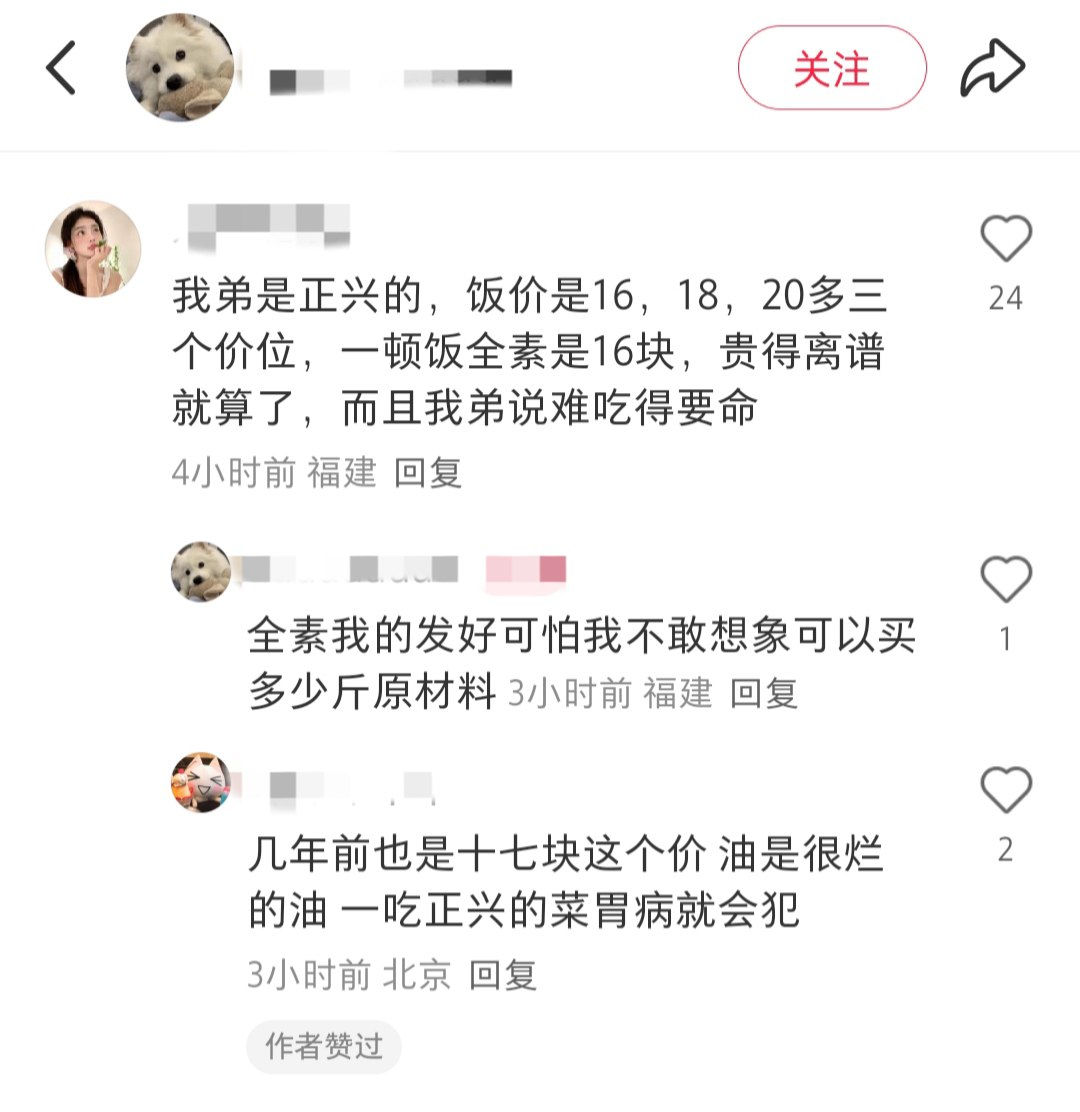 关注
我弟是正兴的，饭价是16，18，20多三
个价位，一顿饭全素是16块，贵得离谱
就算了，而且我弟说难吃得要命
24
4小时前 福建 回复
全素我的发好可怕我不敢想象可以买
多少斤原材料 3小时前 福建 回复
1
几年前也是十七块这个价 油是很烂
的油 一吃正兴的菜胃病就会犯
2
3小时前 北京 回复
作者赞过